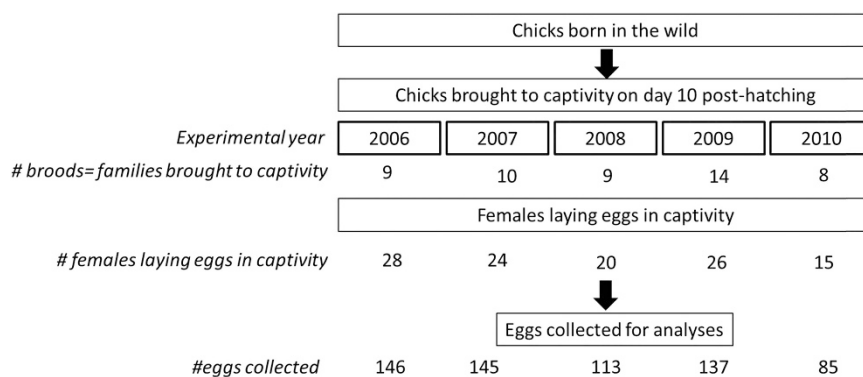 Chicks born in the wild
Chicks brought to captivity on day 10 post-hatching
Experimental year 2006 2007 2008 2009 2010
# broods= families brought to captivity 9 10 9 14 8
Females laying eggs in captivity
# females laying eggs in captivity 28 24 20 26 15
Eggs collected for analyses
#eggs collected 146 145 113 137 85